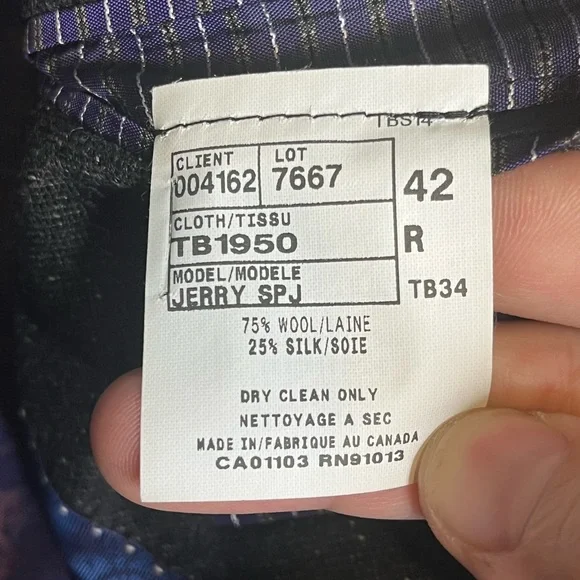 TBS14
CLIENT LOT
004162 7667 42
CLOTH/TISSU
TB1950 R
MODEL/MODELE
JERRY SPJ TB34
75% WOOL/LAINE
25% SILK/SOIE
DRY CLEAN ONLY
NETTOYAGE A SEC
MADE IN/FABRIQUE AU CANADA
CA01103 RN91013